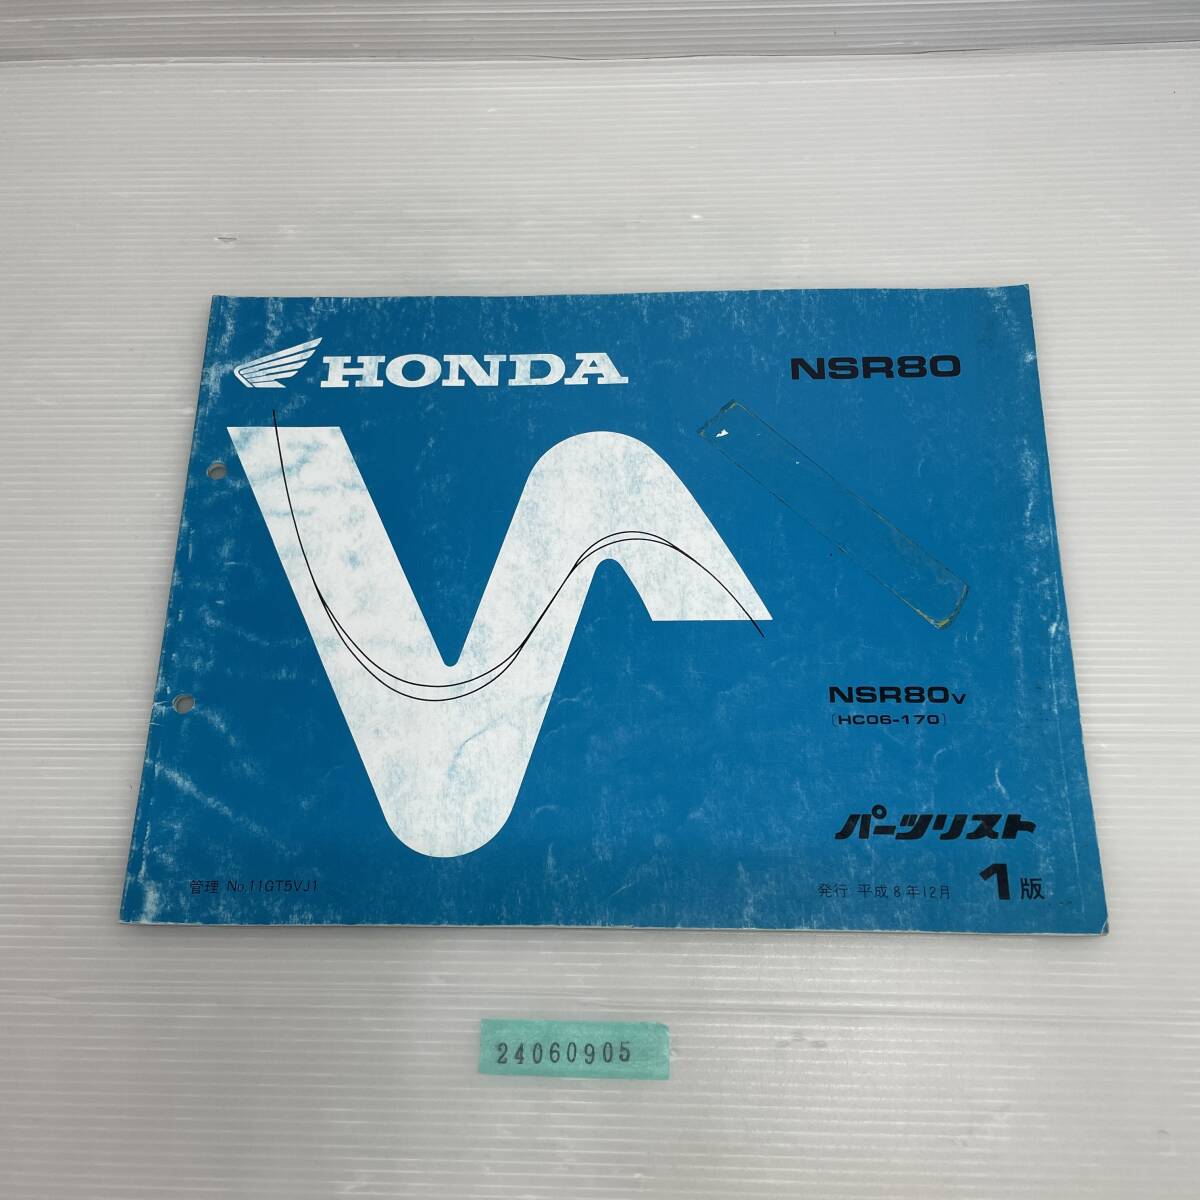 HONDA
NSR80
NSR80V
[HC06-170]
パーツリスト
管理 No.11GT5VJ1
発行 平成8年12月 1版
24060905